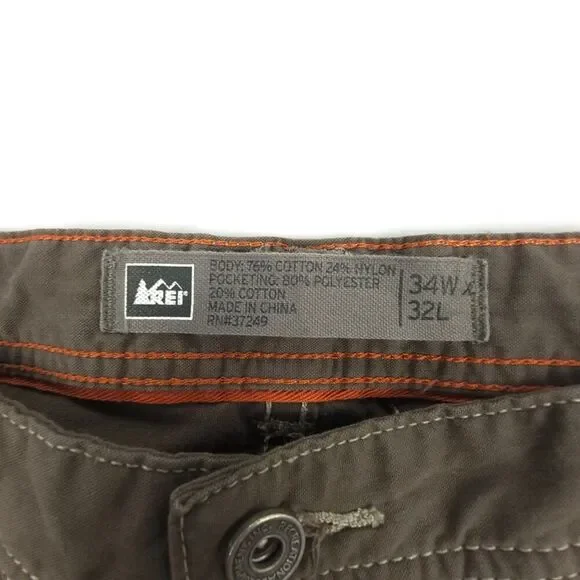 REI
BODY: 76% COTTON 24% NYLON
POCKETING: 80% POLYESTER
20% COTTON
MADE IN CHINA
RN#37249
34W x
32L